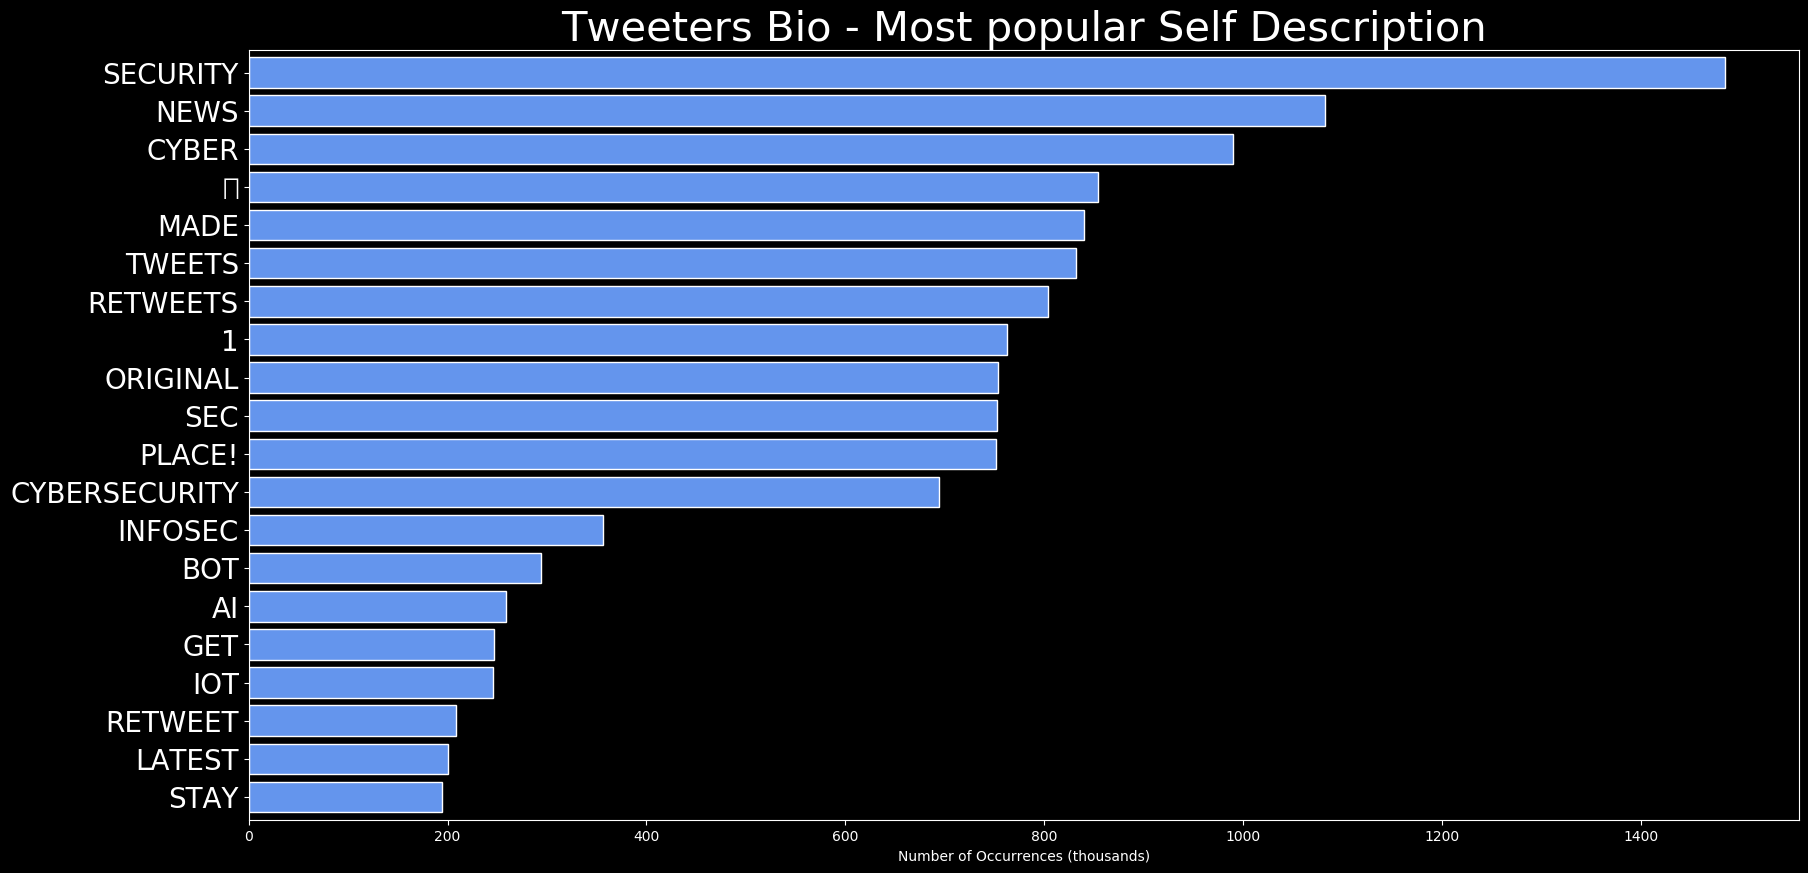 Tweeters Bio - Most popular Self Description
SECURITY
NEWS
CYBER
MADE
TWEETS
RETWEETS
1
ORIGINAL
SEC
PLACE!
CYBERSECURITY
INFOSEC
BOT
AI
GET
IOT
RETWEET
LATEST
STAY
0 200 400 600 800 1000 1200 1400
Number of Occurrences (thousands)